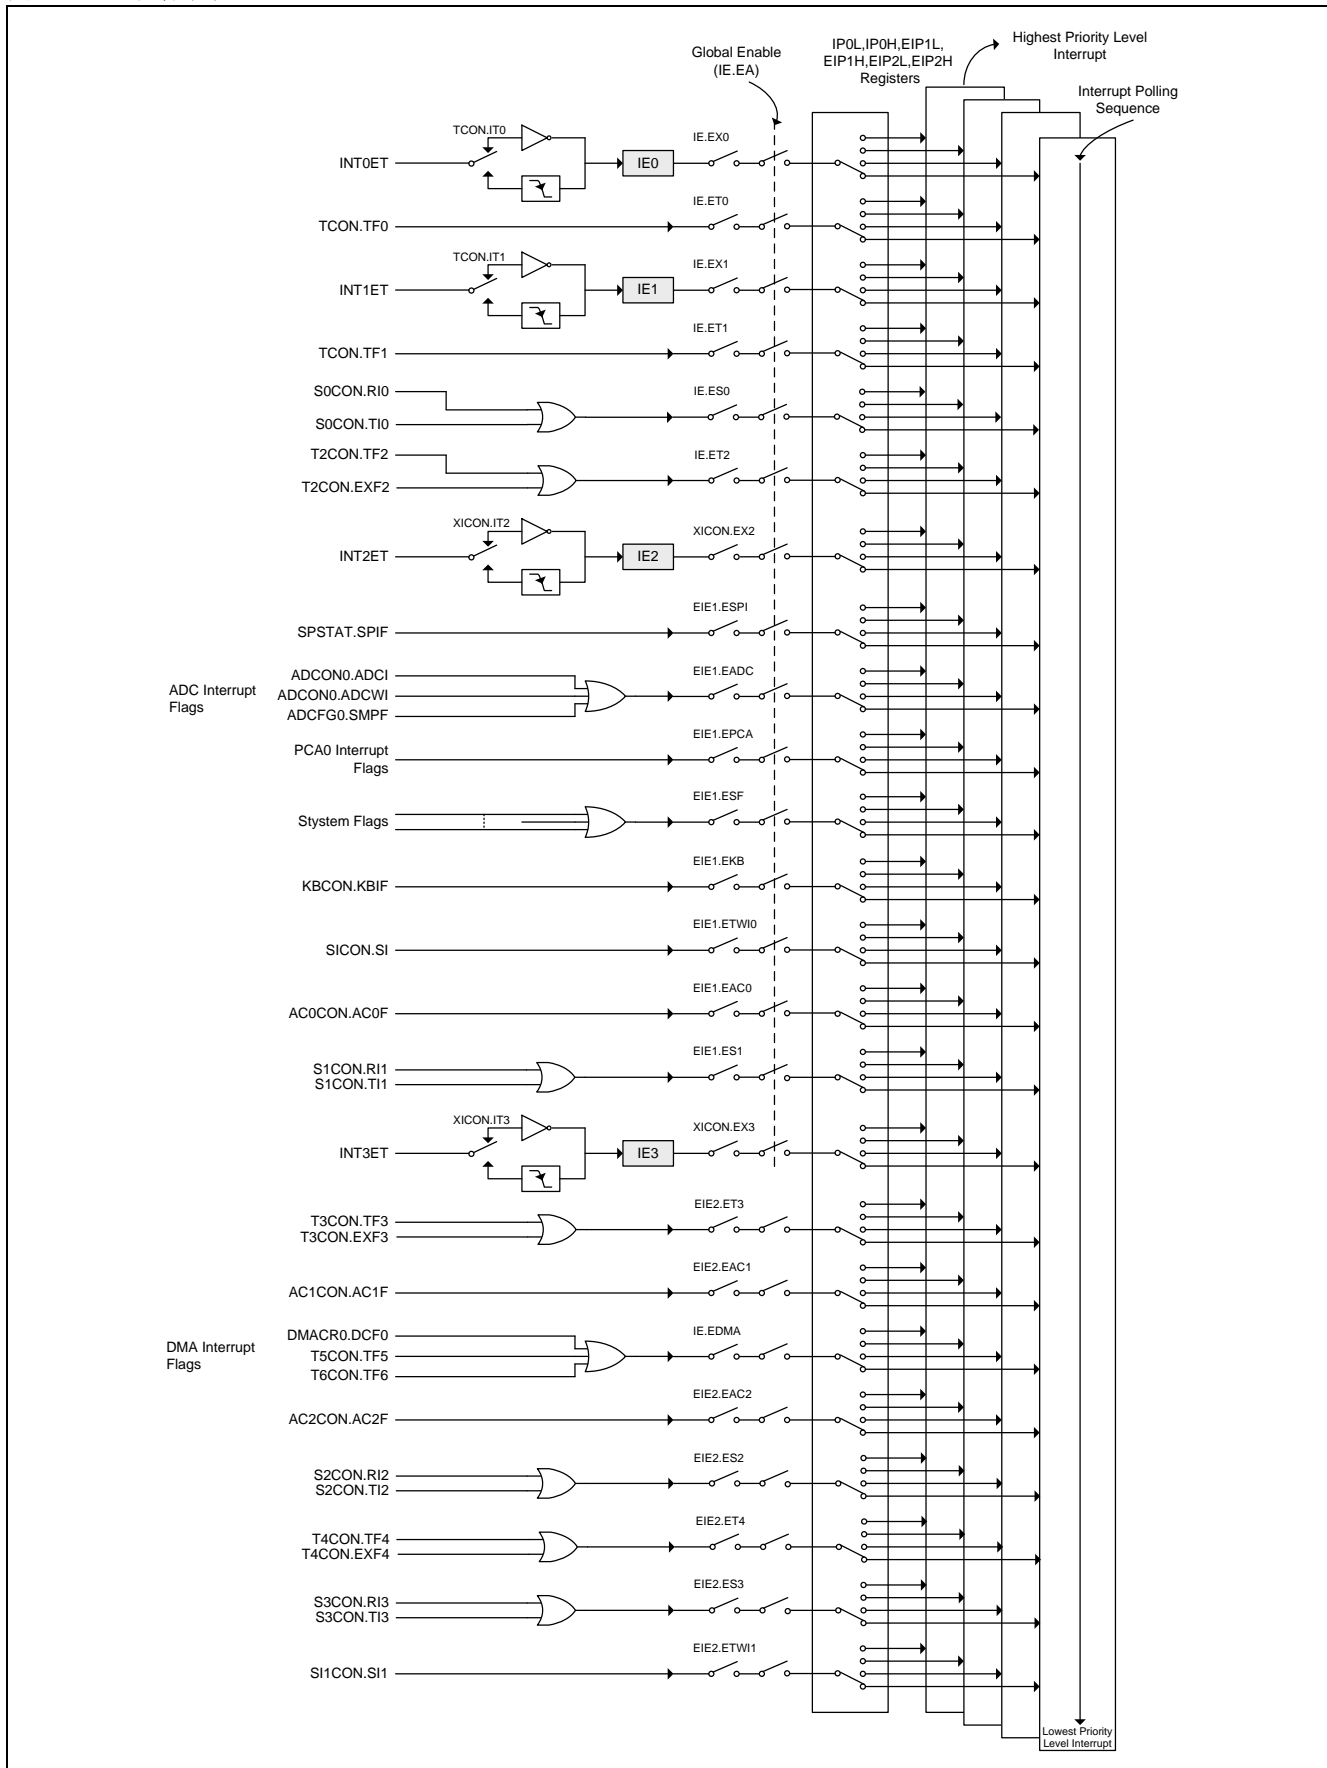 Global Enable
(IE.EA)
IP0L,IP0H,EIP1L,
EIP1H,EIP2L,EIP2H
Registers
Highest Priority Level
Interrupt
Interrupt Polling
Sequence
TCON.IT0
IE.EX0
INT0ET
IE0
IE.ET0
TCON.TF0
TCON.IT1
IE.EX1
INT1ET
IE1
IE.ET1
TCON.TF1
S0CON.RI0
IE.ES0
S0CON.TI0
T2CON.TF2
IE.ET2
T2CON.EXF2
XICON.IT2
XICON.EX2
INT2ET
IE2
EIE1.ESPI
SPSTAT.SPIF
ADC Interrupt
Flags
ADCON0.ADCI
EIE1.EADC
ADCON0.ADCWI
ADCFG0.SMPF
EIE1.EPCA
PCA0 Interrupt
Flags
EIE1.ESF
Stystem Flags
EIE1.EKB
KBCON.KBIF
EIE1.ETWI0
SICON.SI
EIE1.EAC0
AC0CON.AC0F
EIE1.ES1
S1CON.RI1
S1CON.TI1
XICON.IT3
XICON.EX3
INT3ET
IE3
EIE2.ET3
T3CON.TF3
T3CON.EXF3
EIE2.EAC1
AC1CON.AC1F
DMA Interrupt
Flags
DMACR0.DCF0
IE.EDMA
T5CON.TF5
T6CON.TF6
EIE2.EAC2
AC2CON.AC2F
EIE2.ES2
S2CON.RI2
S2CON.TI2
EIE2.ET4
T4CON.TF4
T4CON.EXF4
EIE2.ES3
S3CON.RI3
S3CON.TI3
EIE2.ETWI1
SI1CON.SI1
Lowest Priority
Level Interrupt